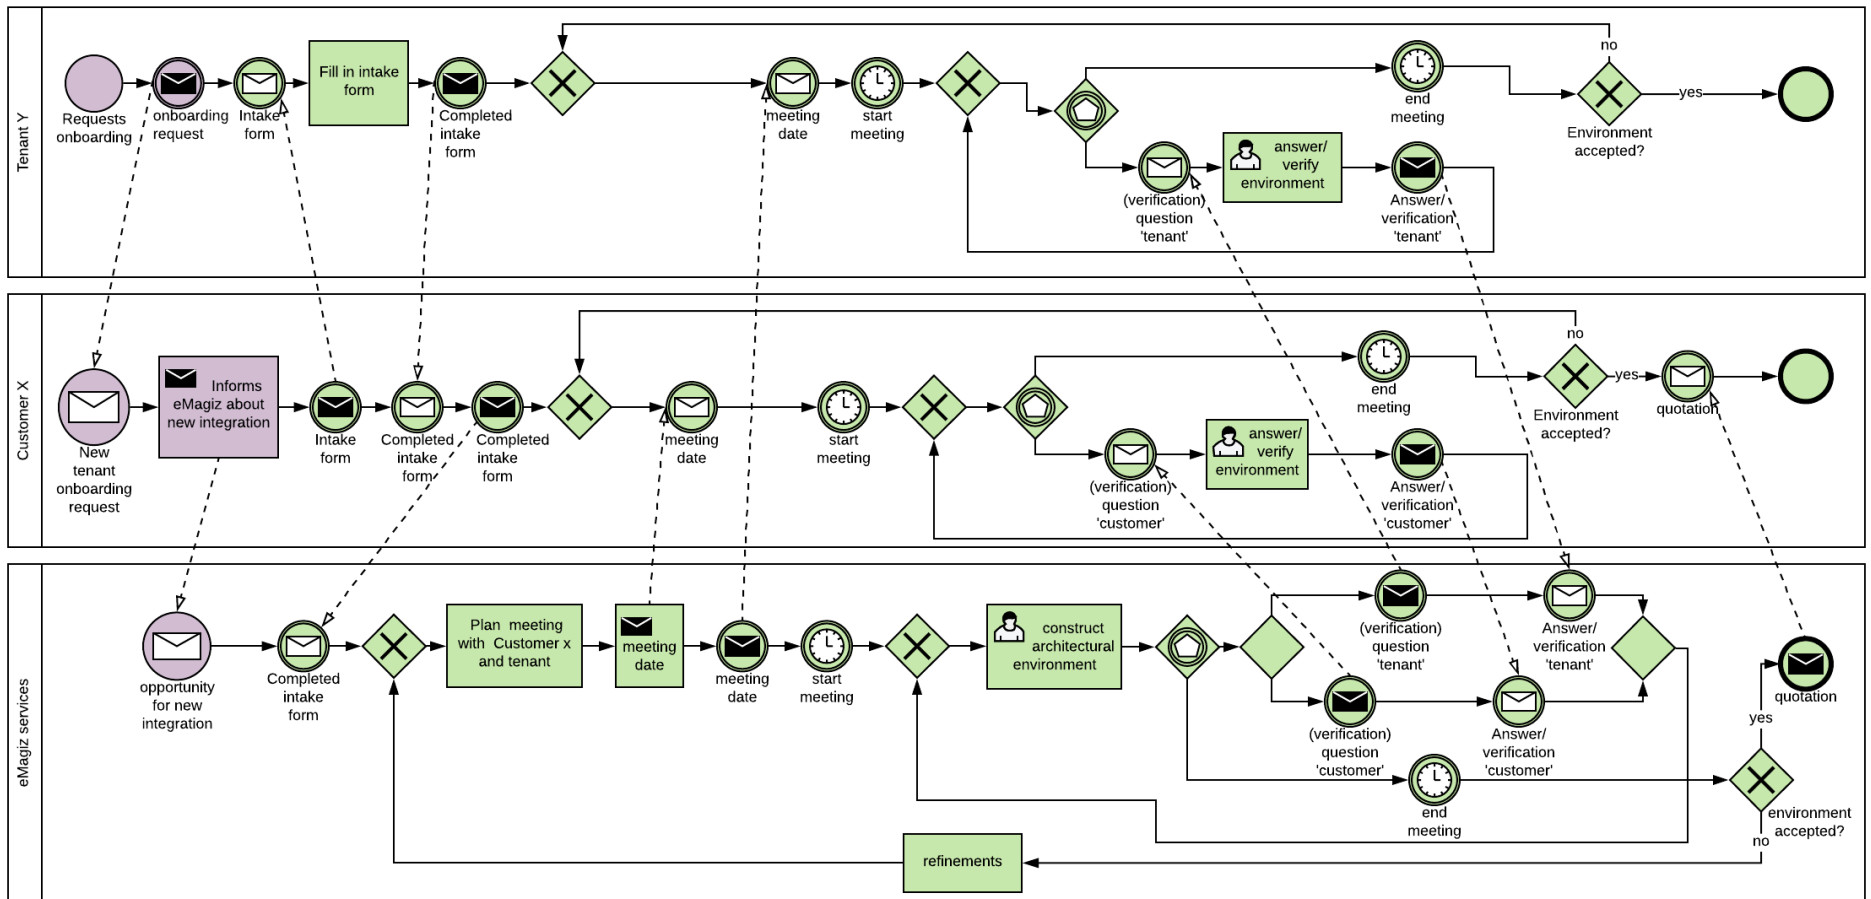 Tenant Y
Requests
onboarding
onboarding
request
Intake
form
Fill in intake
form
Completed
intake
form
meeting
date
start
meeting
end
meeting
no
Environment
accepted?
yes
(verification)
question
'tenant'
answer/
verify
environment
Answer/
verification
'tenant'
Customer X
New
tenant
onboarding
request
Informs
eMagiz about
new integration
Intake
form
Completed
intake
form
Completed
intake
form
meeting
date
start
meeting
end
meeting
no
Environment
accepted?
yes
quotation
(verification)
question
'customer'
answer/
verify
environment
Answer/
verification
'customer'
eMagiz services
opportunity
for new
integration
Completed
intake
form
Plan meeting
with Customer x
and tenant
meeting
date
meeting
date
start
meeting
construct
architectural
environment
(verification)
question
'tenant'
Answer/
verification
'tenant'
(verification)
question
'customer'
Answer/
verification
'customer'
end
meeting
quotation
yes
environment
accepted?
no
refinements